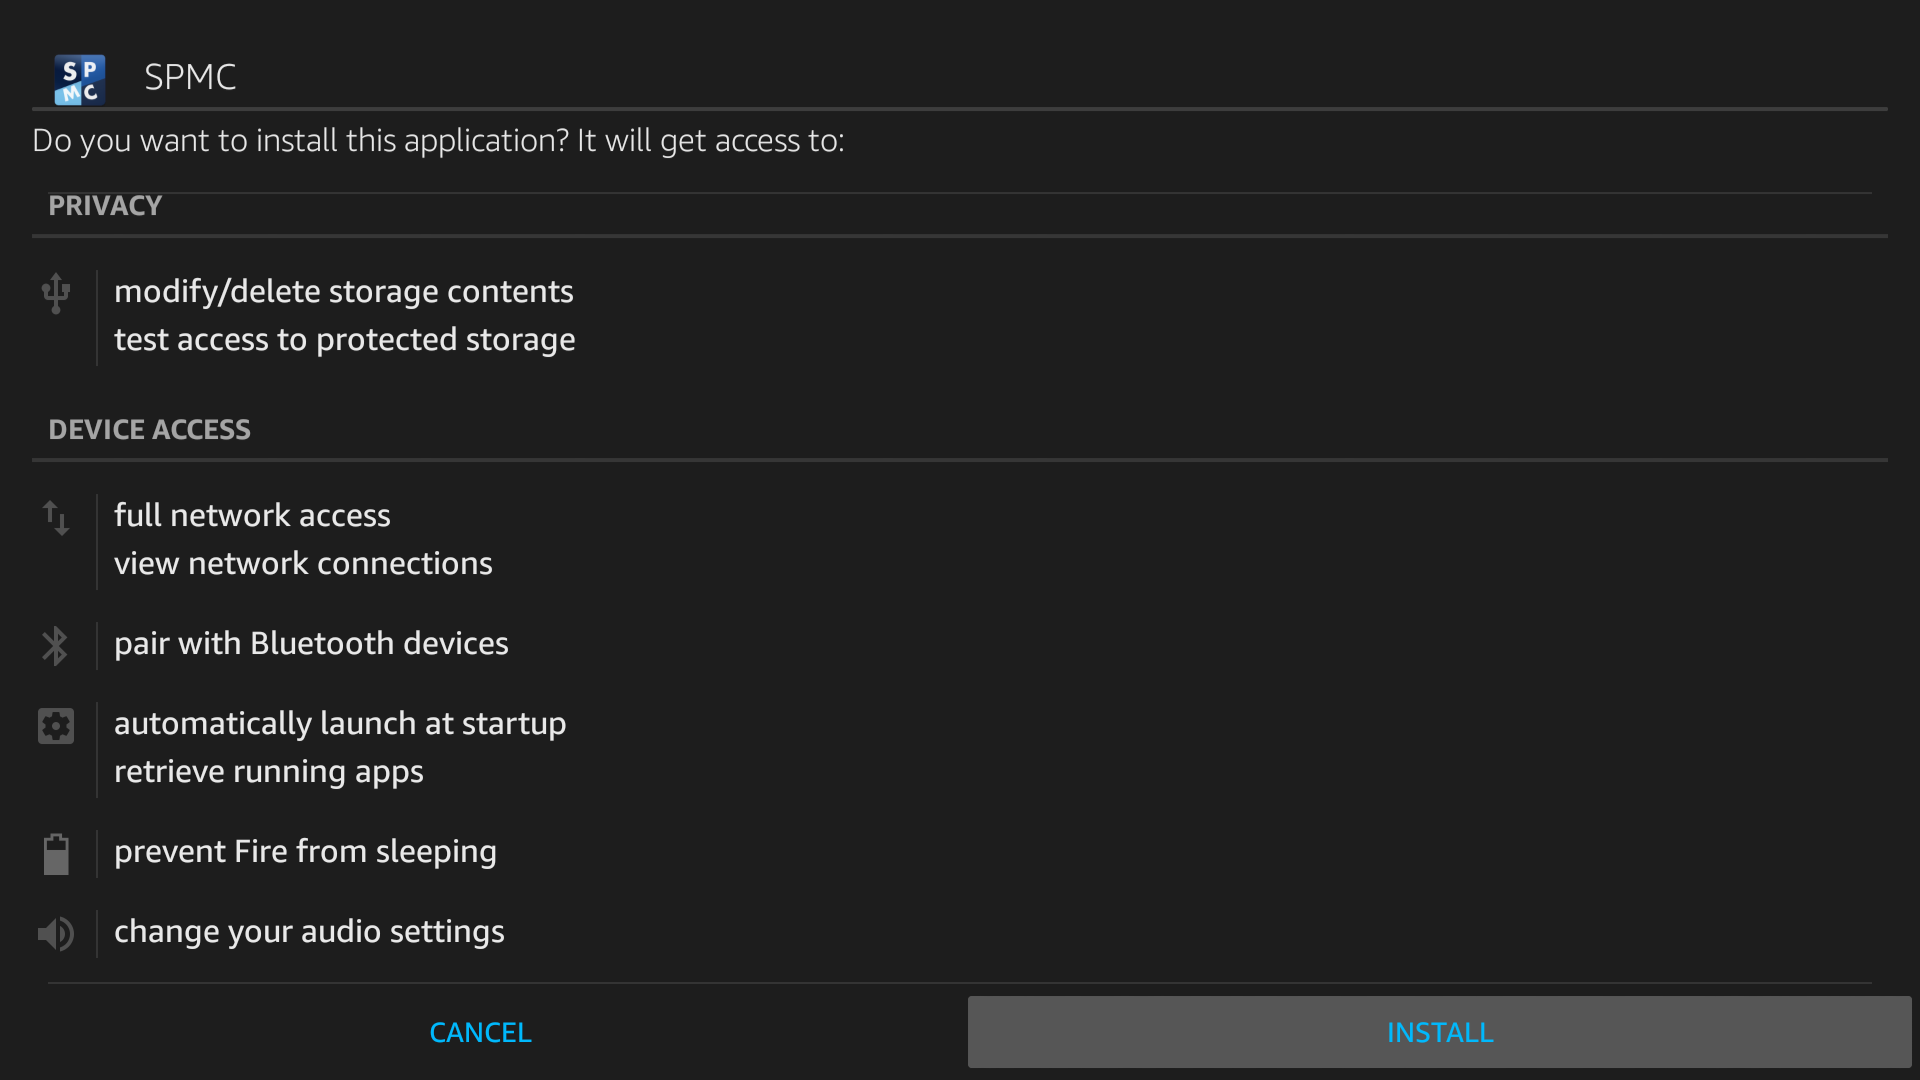 SP
MC
SPMC
Do you want to install this application? It will get access to:
PRIVACY
modify/delete storage contents
test access to protected storage
DEVICE ACCESS
full network access
view network connections
pair with Bluetooth devices
automatically launch at startup
retrieve running apps
prevent Fire from sleeping
change your audio settings
CANCEL
INSTALL